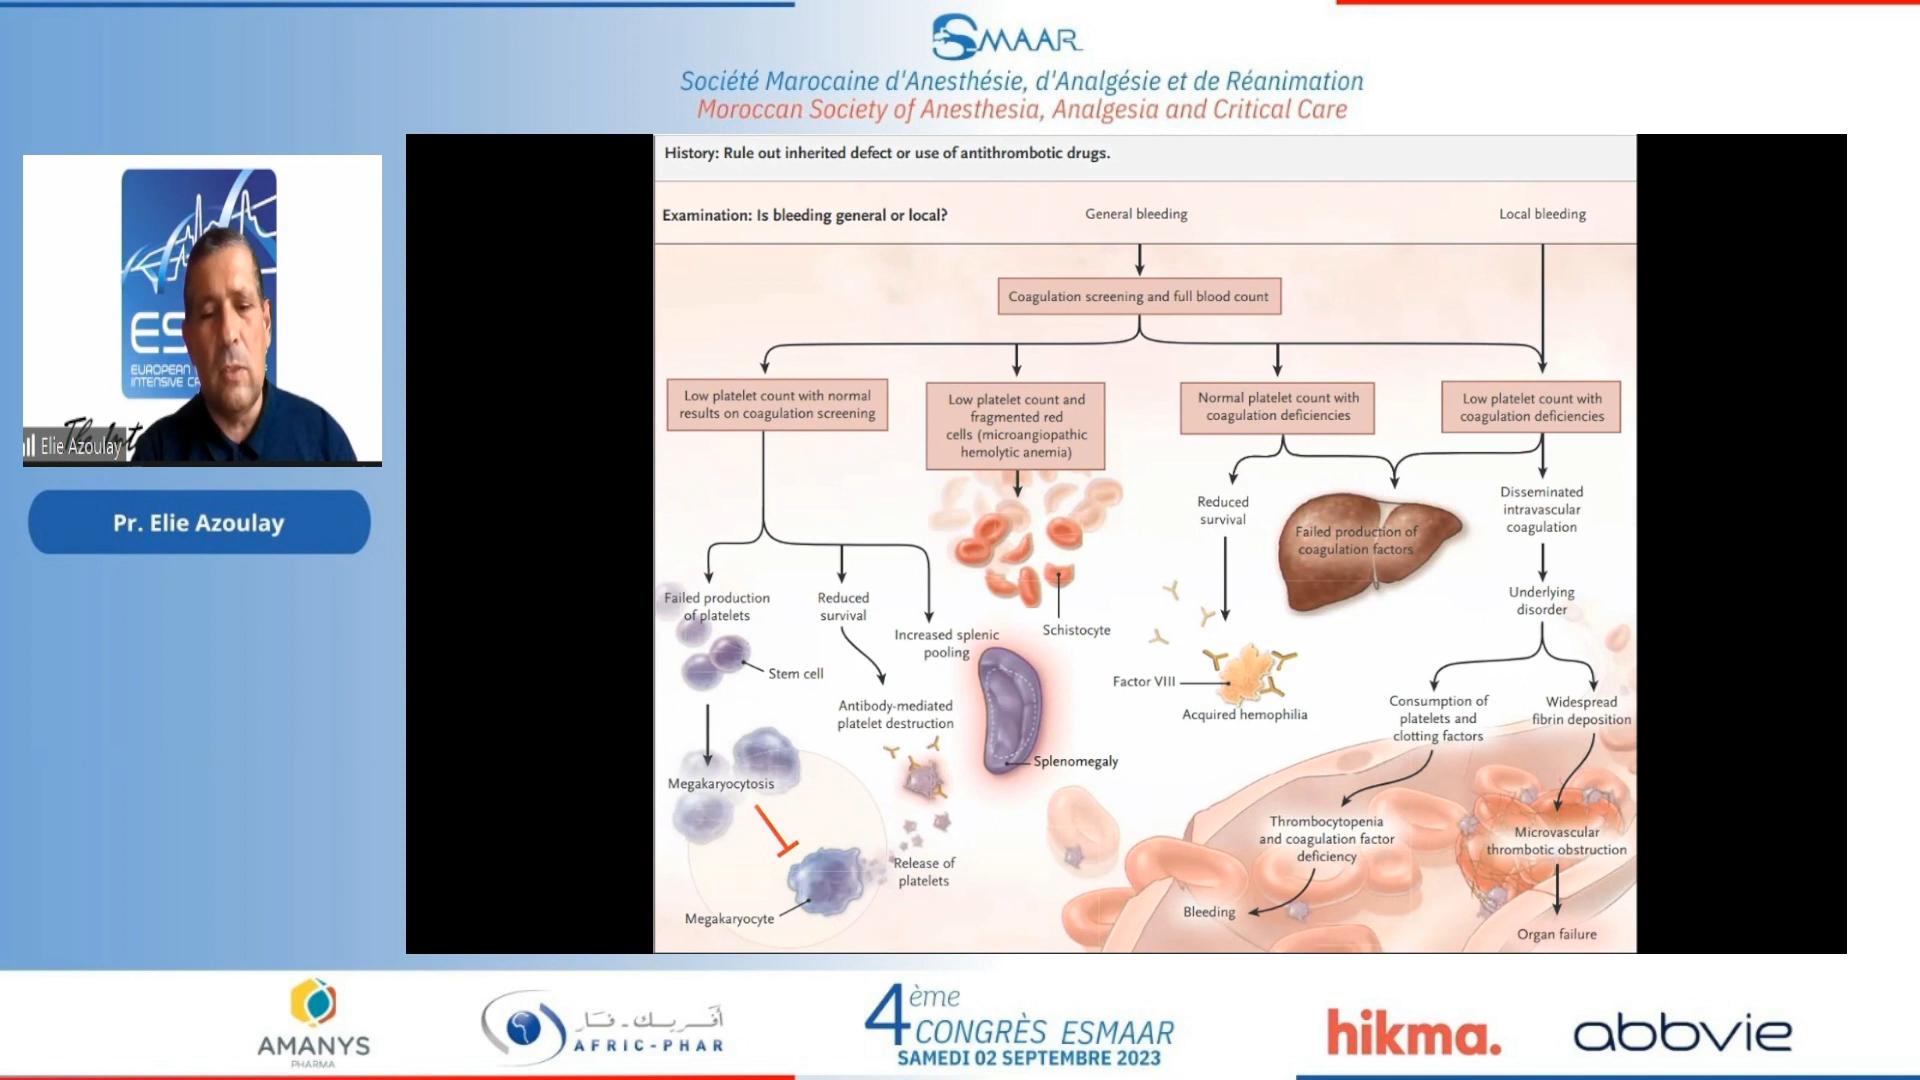 SMAAR
Société Marocaine d'Anesthésie, d'Analgésie et de Réanimation
Moroccan Society of Anesthesia, Analgesia and Critical Care
ES
EUROPEAN
INTENSIVE CA
Elie Azoulay
Pr. Elie Azoulay
History: Rule out inherited defect or use of antithrombotic drugs.
Examination: Is bleeding general or local?
General bleeding
Local bleeding
Coagulation screening and full blood count
Low platelet count with normal
results on coagulation screening
Low platelet count and
fragmented red
cells (microangiopathic
hemolytic anemia)
Normal platelet count with
coagulation deficiencies
Low platelet count with
coagulation deficiencies
Reduced
survival
Failed production of
coagulation factors
Disseminated
intravascular
coagulation
Underlying
disorder
Failed production
of platelets
Reduced
survival
Increased splenic
pooling
Schistocyte
Stem cell
Factor VIII
Acquired hemophilia
Antibody-mediated
platelet destruction
Consumption of
platelets and
clotting factors
Widespread
fibrin deposition
Splenomegaly
Megakaryocytosis
Thrombocytopenia
and coagulation factor
deficiency
Microvascular
thrombotic obstruction
Release of
platelets
Megakaryocyte
Bleeding
Organ failure
AMANYS
PHARMA
أفريك-فار
AFRIC-PHAR
4ème
CONGRÈS ESMAAR
SAMEDI 02 SEPTEMBRE 2023
hikma.
abbvie